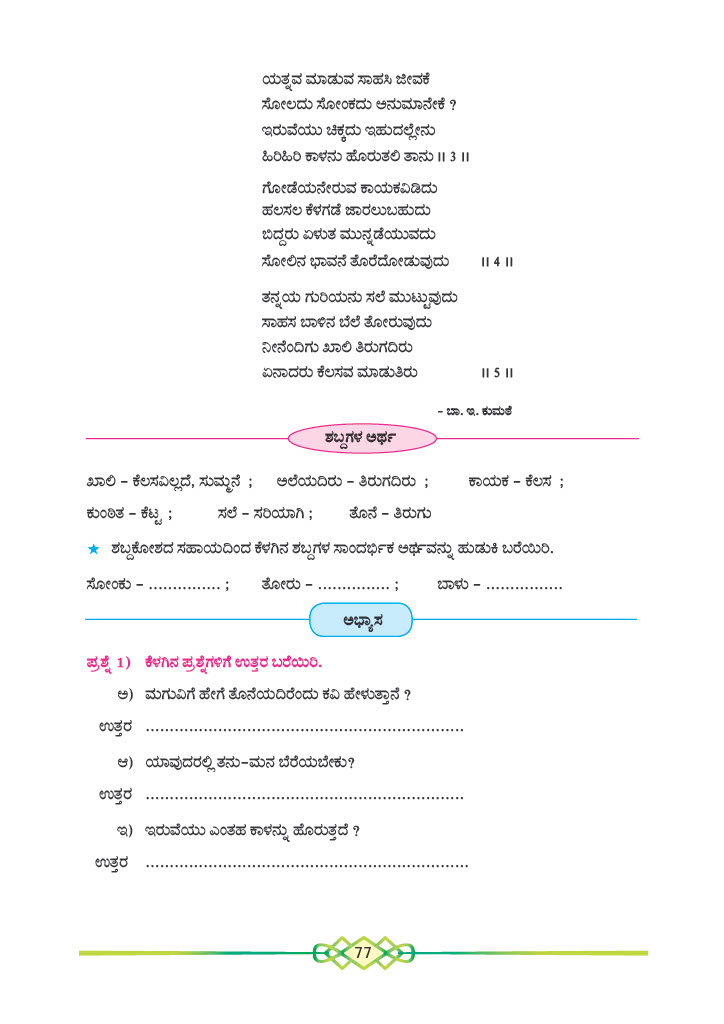 ಯತ್ನವ ಮಾಡುವ ಸಾಹಸಿ ಜೀವಕೆ
ಸೋಲದು ಸೋಂಕದು ಅನುಮಾನೇಕೆ ?
ಇರುವೆಯು ಚಿಕ್ಕದು ಇಹುದಲ್ಲೇನು
ಹಿರಿಹಿರಿ ಕಾಳನು ಹೊರುತಲಿ ತಾನು ॥ 3 ॥
ಗೋಡೆಯನೇರುವ ಕಾಯಕವಿಡಿದು
ಹಲಸಲ ಕೆಳಗಡೆ ಜಾರಲುಬಹುದು
ಬಿದ್ದರು ಏಳುತ ಮುನ್ನಡೆಯುವದು
ಸೋಲಿನ ಭಾವನೆ ತೊರೆದೋಡುವುದು ॥ 4 ॥
ತನ್ನಯ ಗುರಿಯನು ಸಲೆ ಮುಟ್ಟುವುದು
ಸಾಹಸ ಬಾಳಿನ ಬೆಲೆ ತೋರುವುದು
ನೀನೆಂದಿಗು ಖಾಲಿ ತಿರುಗದಿರು
ಏನಾದರು ಕೆಲಸವ ಮಾಡುತಿರು ॥ 5 ॥
- ಬಾ. ಇ. ಕುಮಠೆ
ಶಬ್ದಗಳ ಅರ್ಥ
ಖಾಲಿ – ಕೆಲಸವಿಲ್ಲದೆ, ಸುಮ್ಮನೆ ; ಅಲೆಯದಿರು – ತಿರುಗದಿರು ; ಕಾಯಕ – ಕೆಲಸ ;
ಕುಂಠಿತ – ಕೆಟ್ಟ ; ಸಲೆ – ಸರಿಯಾಗಿ ; ತೊನೆ – ತಿರುಗು
★ ಶಬ್ದಕೋಶದ ಸಹಾಯದಿಂದ ಕೆಳಗಿನ ಶಬ್ದಗಳ ಸಾಂದರ್ಭಿಕ ಅರ್ಥವನ್ನು ಹುಡುಕಿ ಬರೆಯಿರಿ.
ಸೋಂಕು – ............... ; ತೋರು – ............... ; ಬಾಳು – ................
ಅಭ್ಯಾಸ
ಪ್ರಶ್ನೆ 1) ಕೆಳಗಿನ ಪ್ರಶ್ನೆಗಳಿಗೆ ಉತ್ತರ ಬರೆಯಿರಿ.
ಅ) ಮಗುವಿಗೆ ಹೇಗೆ ತೊನೆಯದಿರೆಂದು ಕವಿ ಹೇಳುತ್ತಾನೆ ?
ಉತ್ತರ ..................................................................
ಆ) ಯಾವುದರಲ್ಲಿ ತನು-ಮನ ಬೆರೆಯಬೇಕು?
ಉತ್ತರ ..................................................................
ಇ) ಇರುವೆಯು ಎಂತಹ ಕಾಳನ್ನು ಹೊರುತ್ತದೆ ?
ಉತ್ತರ ...................................................................
77